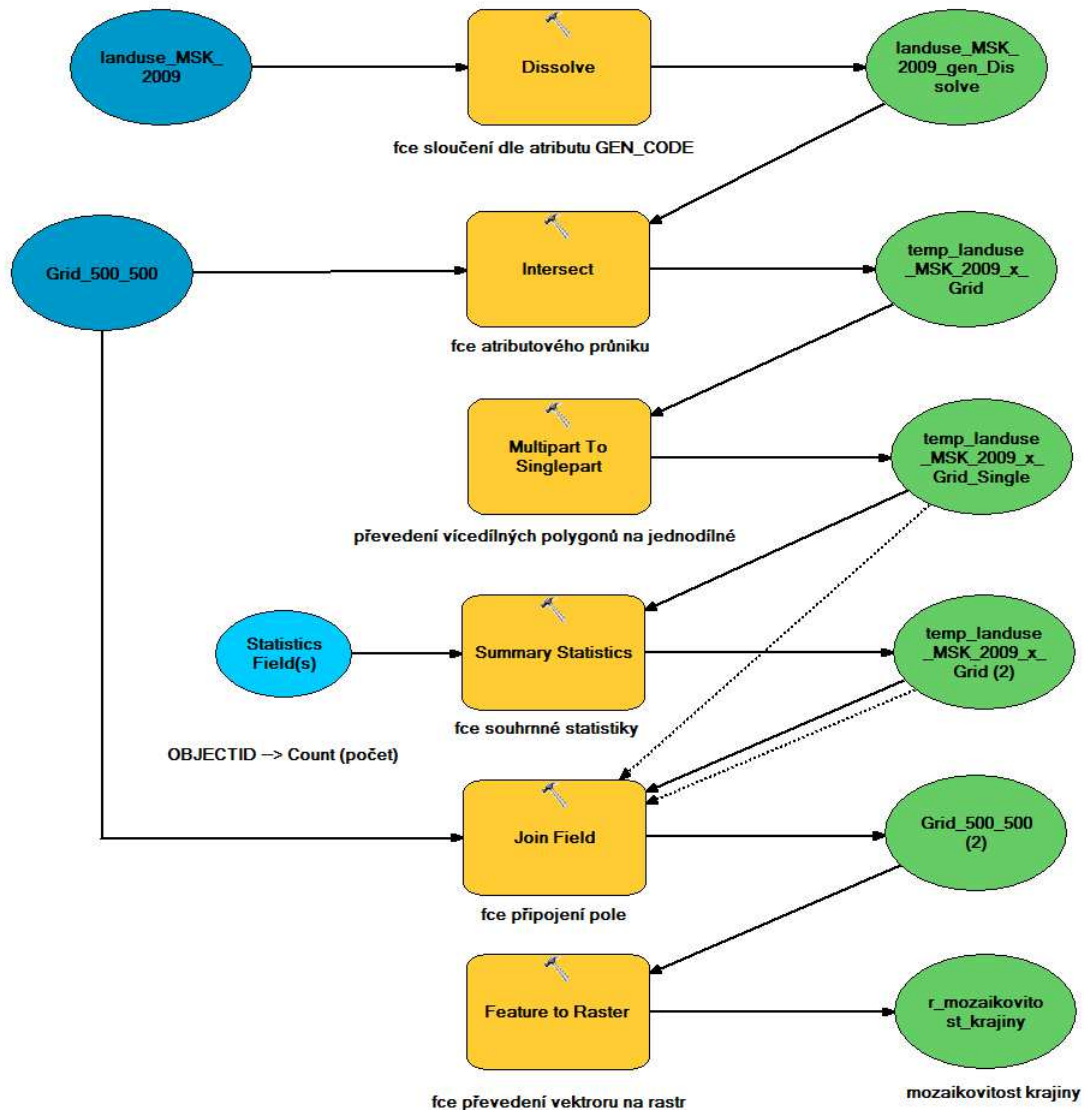 landuse_MSK_
2009
Dissolve
landuse_MSK_
2009_gen_Dis
solve
fce sloučení dle atributu GEN_CODE
Grid_500_500
Intersect
temp_landuse
_MSK_2009_x_
Grid
fce atributového průniku
Multipart To
Singlepart
temp_landuse
_MSK_2009_x_
Grid_Single
převedení vícedílných polygonů na jednodílné
Statistics
Field(s)
Summary Statistics
temp_landuse
_MSK_2009_x_
Grid (2)
fce souhrnné statistiky
OBJECTID --> Count (počet)
Join Field
Grid_500_500
(2)
fce připojení pole
Feature to Raster
r_mozaikovito
st_krajiny
fce převedení vektroru na rastr
mozaikovitost krajiny